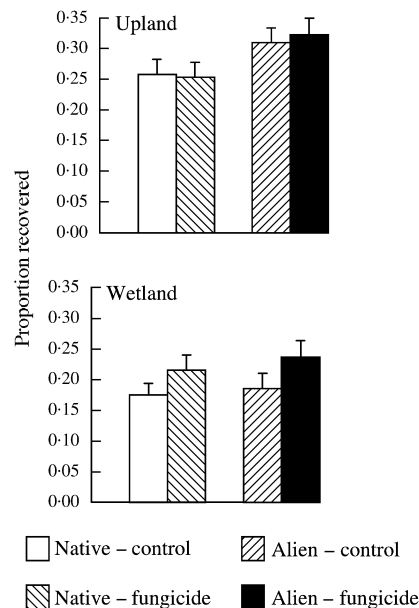 Upland
0·35
0·30
0·25
0·20
0·15
0·10
0·05
0·00
Proportion recovered
Wetland
0·35
0·30
0·25
0·20
0·15
0·10
0·05
0·00
Native – control
Alien – control
Native – fungicide
Alien – fungicide